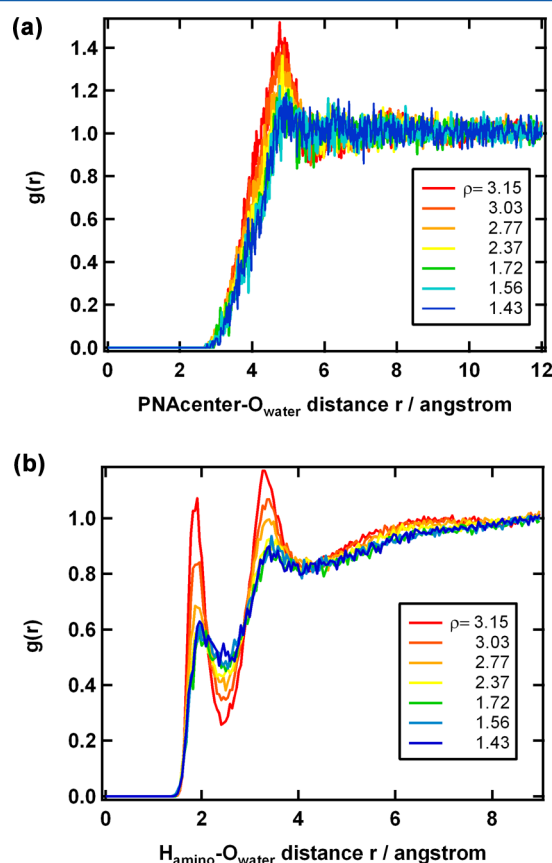 (a)
1.4
1.2
1.0
0.8
0.6
0.4
0.2
0.0
g(r)
ρ= 3.15
3.03
2.77
2.37
1.72
1.56
1.43
0 2 4 6 8 10 12
PNAcenter-Owater distance r / angstrom
(b)
1.0
0.8
0.6
0.4
0.2
0.0
g(r)
ρ= 3.15
3.03
2.77
2.37
1.72
1.56
1.43
0 2 4 6 8
Hamino-Owater distance r / angstrom